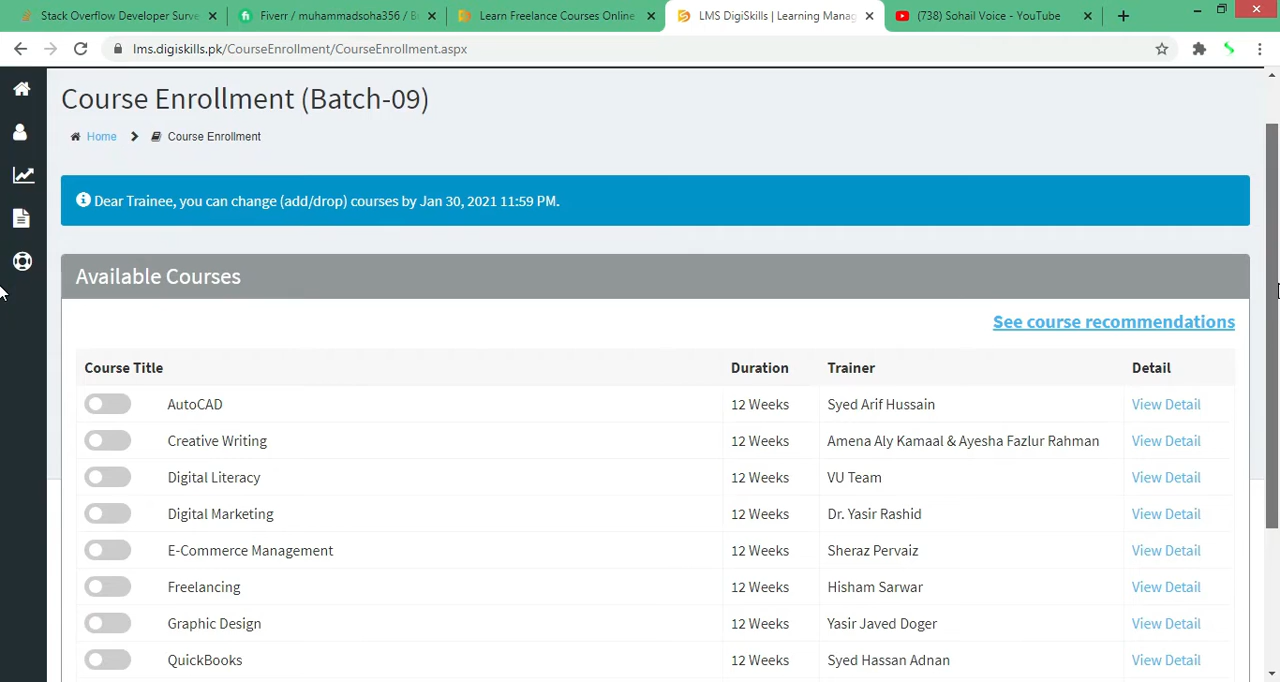 Stack Overflow Developer Surve
Fiverr / muhammadsoha356 / B
Learn Freelance Courses Online
LMS DigiSkills | Learning Manag
(738) Sohail Voice - YouTube
lms.digiskills.pk/CourseEnrollment/CourseEnrollment.aspx
Course Enrollment (Batch-09)
Home > Course Enrollment
Dear Trainee, you can change (add/drop) courses by Jan 30, 2021 11:59 PM.
Available Courses
See course recommendations
Course Title Duration Trainer Detail
AutoCAD 12 Weeks Syed Arif Hussain View Detail
Creative Writing 12 Weeks Amena Aly Kamaal & Ayesha Fazlur Rahman View Detail
Digital Literacy 12 Weeks VU Team View Detail
Digital Marketing 12 Weeks Dr. Yasir Rashid View Detail
E-Commerce Management 12 Weeks Sheraz Pervaiz View Detail
Freelancing 12 Weeks Hisham Sarwar View Detail
Graphic Design 12 Weeks Yasir Javed Doger View Detail
QuickBooks 12 Weeks Syed Hassan Adnan View Detail